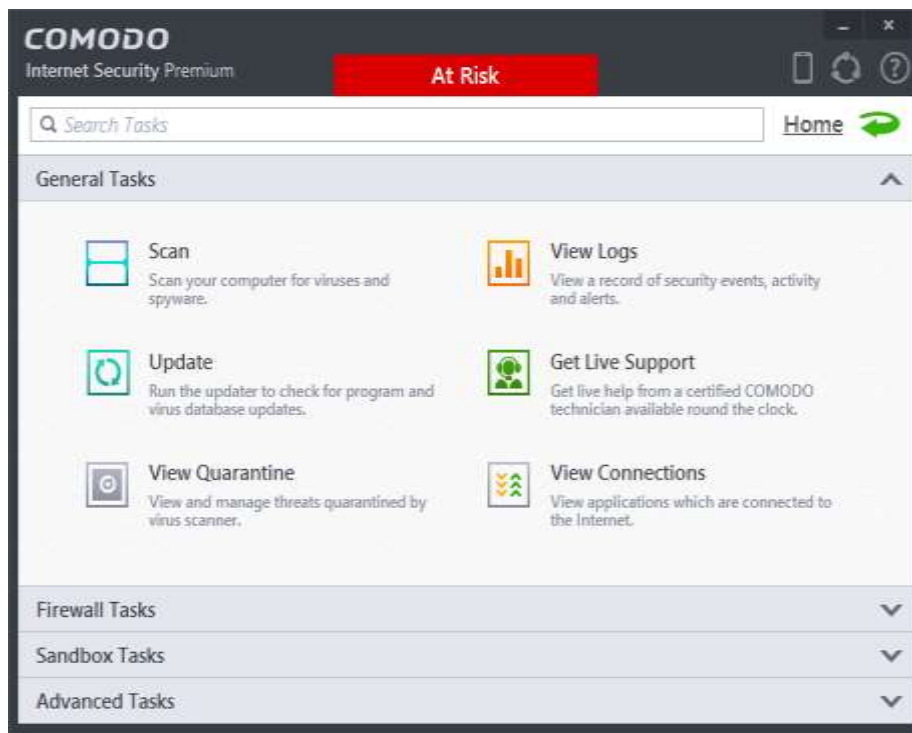 COMODO
Internet Security Premium
At Risk
Search Tasks
Home
General Tasks
Scan
Scan your computer for viruses and
spyware.
View Logs
View a record of security events, activity
and alerts.
Update
Run the updater to check for program and
virus database updates.
Get Live Support
Get live help from a certified COMODO
technician available round the clock.
View Quarantine
View and manage threats quarantined by
virus scanner.
View Connections
View applications which are connected to
the Internet.
Firewall Tasks
Sandbox Tasks
Advanced Tasks